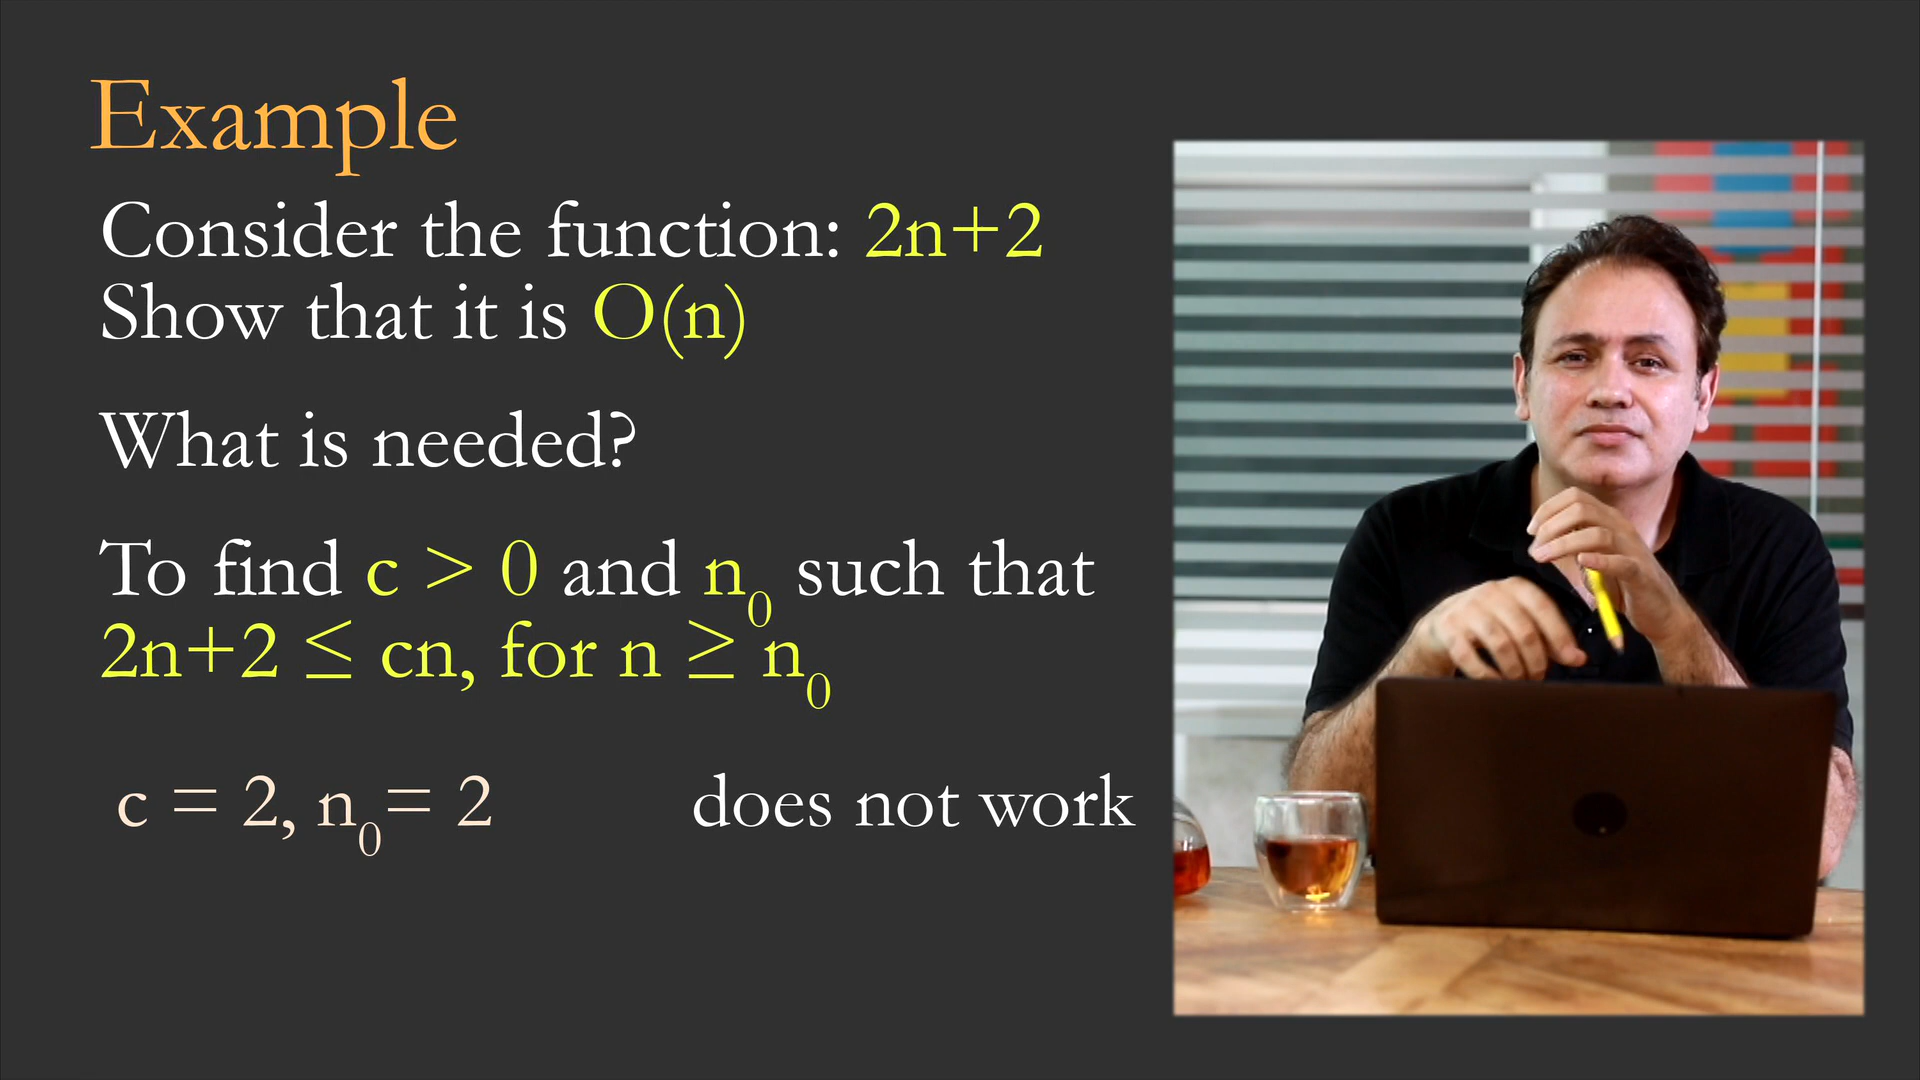 Example
Consider the function: 2n+2
Show that it is O(n)
What is needed?
To find c > 0 and n₀ such that
2n+2 ≤ cn, for n ≥ n₀
c = 2, n₀= 2 does not work